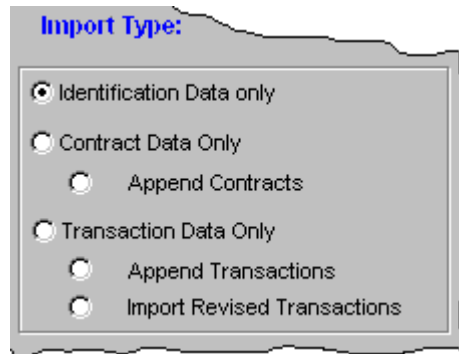 Import Type:
Identification Data only
Contract Data Only
Append Contracts
Transaction Data Only
Append Transactions
Import Revised Transactions